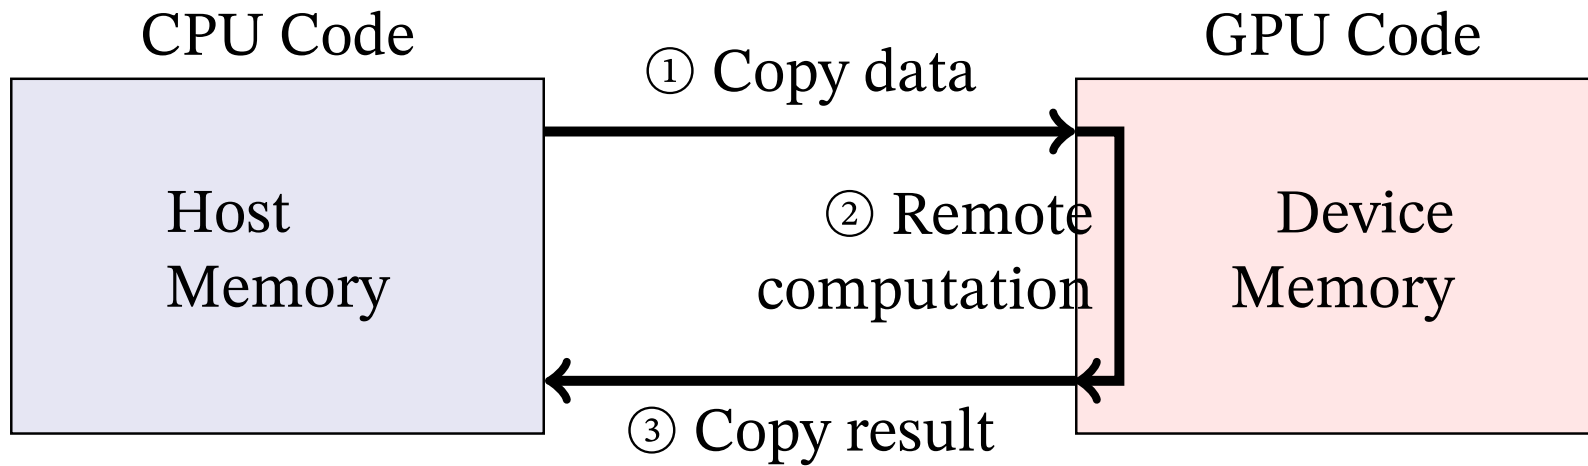 CPU Code
GPU Code
① Copy data
Host
Memory
② Remote
computation
Device
Memory
③ Copy result